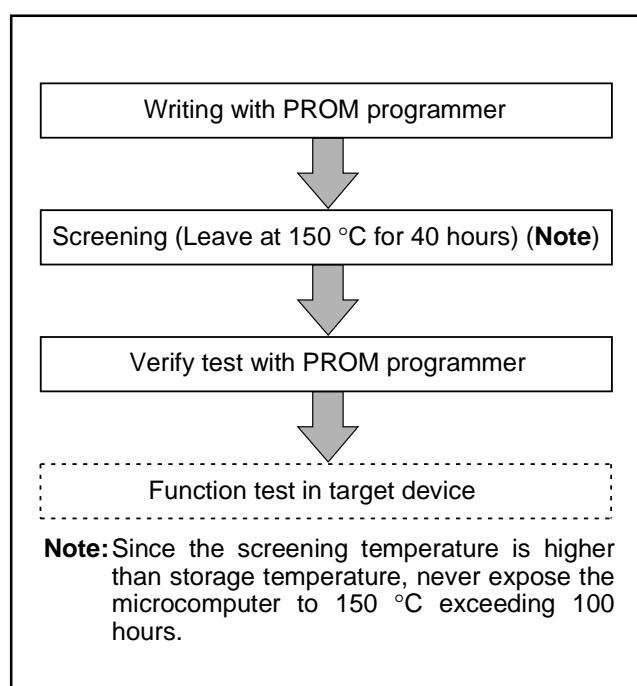 Writing with PROM programmer
Screening (Leave at 150 °C for 40 hours) (Note)
Verify test with PROM programmer
Function test in target device
Note: Since the screening temperature is higher
than storage temperature, never expose the
microcomputer to 150 °C exceeding 100
hours.